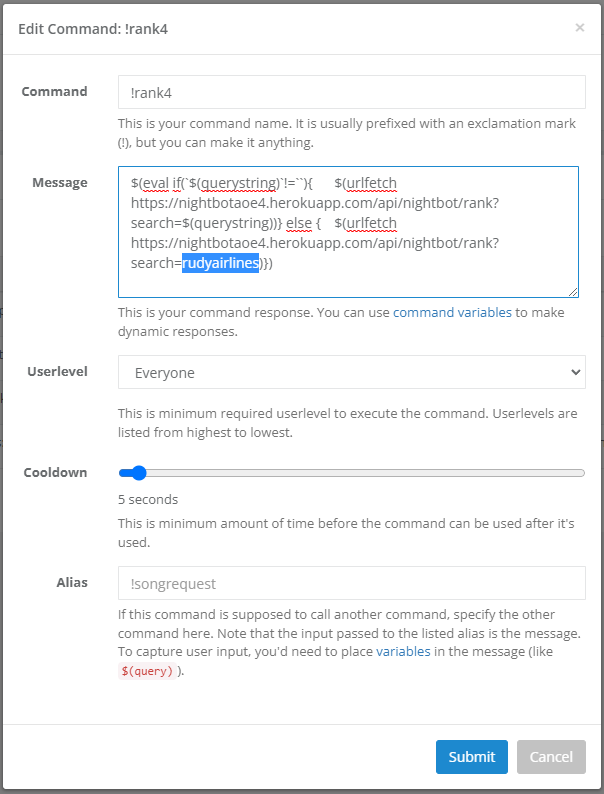 Edit Command: !rank4
×
Command
!rank4
This is your command name. It is usually prefixed with an exclamation mark
(!), but you can make it anything.
Message
$(eval if(`$(querystring)`!=``){ $(urlfetch
https://nightbotaoe4.herokuapp.com/api/nightbot/rank?
search=$(querystring))} else { $(urlfetch
https://nightbotaoe4.herokuapp.com/api/nightbot/rank?
search=rudyairlines)})
This is your command response. You can use command variables to make
dynamic responses.
Userlevel
Everyone
This is minimum required userlevel to execute the command. Userlevels are
listed from highest to lowest.
Cooldown
5 seconds
This is minimum amount of time before the command can be used after it's
used.
Alias
!songrequest
If this command is supposed to call another command, specify the other
command here. Note that the input passed to the listed alias is the message.
To capture user input, you'd need to place variables in the message (like
$(query) ).
Submit
Cancel